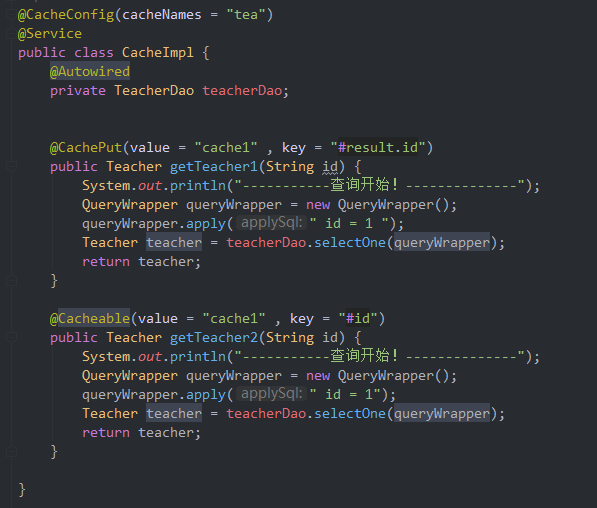 @CacheConfig(cacheNames = "tea")
@Service
public class CacheImpl {
@Autowired
private TeacherDao teacherDao;
@CachePut(value = "cache1" , key = "#result.id")
public Teacher getTeacher1(String id) {
System.out.println("-----------查询开始！--------------");
QueryWrapper queryWrapper = new QueryWrapper();
queryWrapper.apply( applySql: " id = 1 ");
Teacher teacher = teacherDao.selectOne(queryWrapper);
return teacher;
}
@Cacheable(value = "cache1" , key = "#id")
public Teacher getTeacher2(String id) {
System.out.println("-----------查询开始！--------------");
QueryWrapper queryWrapper = new QueryWrapper();
queryWrapper.apply( applySql: " id = 1");
Teacher teacher = teacherDao.selectOne(queryWrapper);
return teacher;
}
}